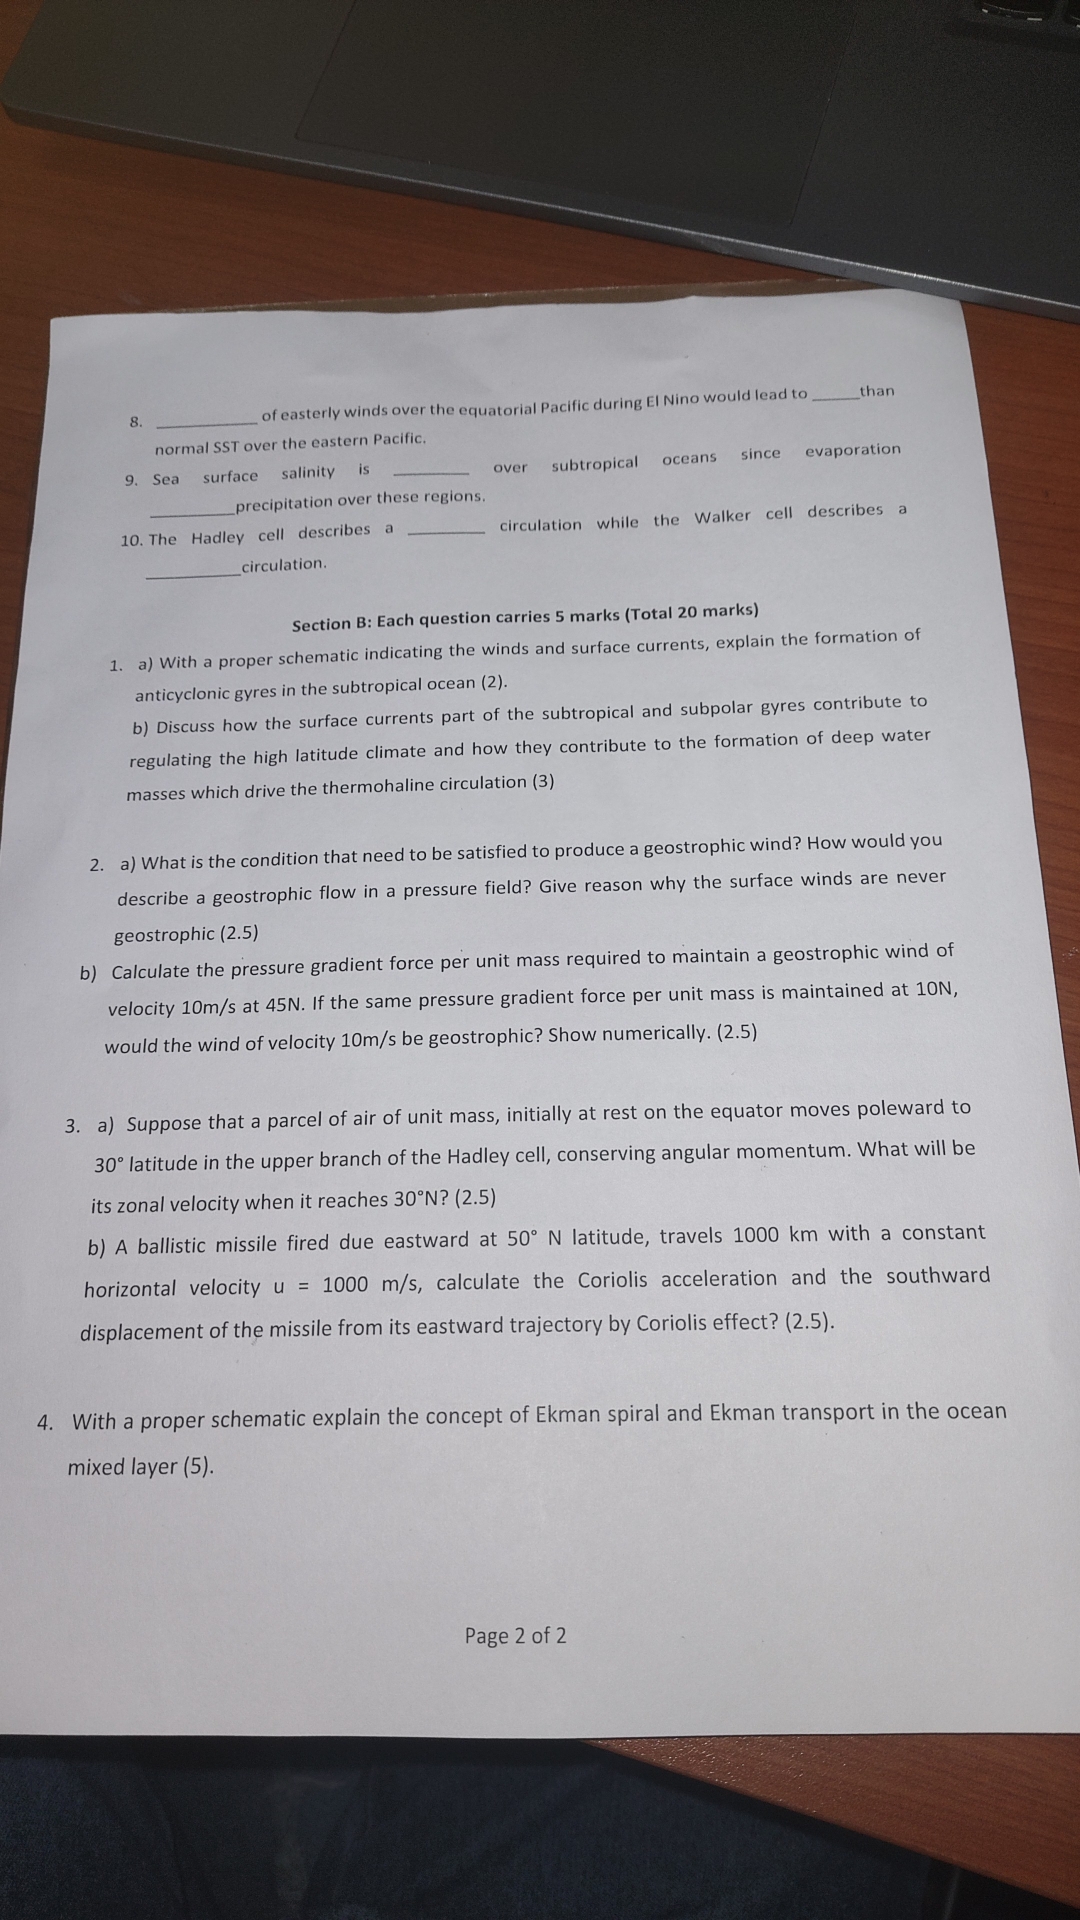 8. __________ of easterly winds over the equatorial Pacific during El Nino would lead to _____than
normal SST over the eastern Pacific.
9. Sea surface salinity is ________ over subtropical oceans since evaporation
_________precipitation over these regions.
10. The Hadley cell describes a ________ circulation while the Walker cell describes a
__________circulation.
Section B: Each question carries 5 marks (Total 20 marks)
1. a) With a proper schematic indicating the winds and surface currents, explain the formation of
anticyclonic gyres in the subtropical ocean (2).
b) Discuss how the surface currents part of the subtropical and subpolar gyres contribute to
regulating the high latitude climate and how they contribute to the formation of deep water
masses which drive the thermohaline circulation (3)
2. a) What is the condition that need to be satisfied to produce a geostrophic wind? How would you
describe a geostrophic flow in a pressure field? Give reason why the surface winds are never
geostrophic (2.5)
b) Calculate the pressure gradient force per unit mass required to maintain a geostrophic wind of
velocity 10m/s at 45N. If the same pressure gradient force per unit mass is maintained at 10N,
would the wind of velocity 10m/s be geostrophic? Show numerically. (2.5)
3. a) Suppose that a parcel of air of unit mass, initially at rest on the equator moves poleward to
30° latitude in the upper branch of the Hadley cell, conserving angular momentum. What will be
its zonal velocity when it reaches 30°N? (2.5)
b) A ballistic missile fired due eastward at 50° N latitude, travels 1000 km with a constant
horizontal velocity u = 1000 m/s, calculate the Coriolis acceleration and the southward
displacement of the missile from its eastward trajectory by Coriolis effect? (2.5).
4. With a proper schematic explain the concept of Ekman spiral and Ekman transport in the ocean
mixed layer (5).
Page 2 of 2